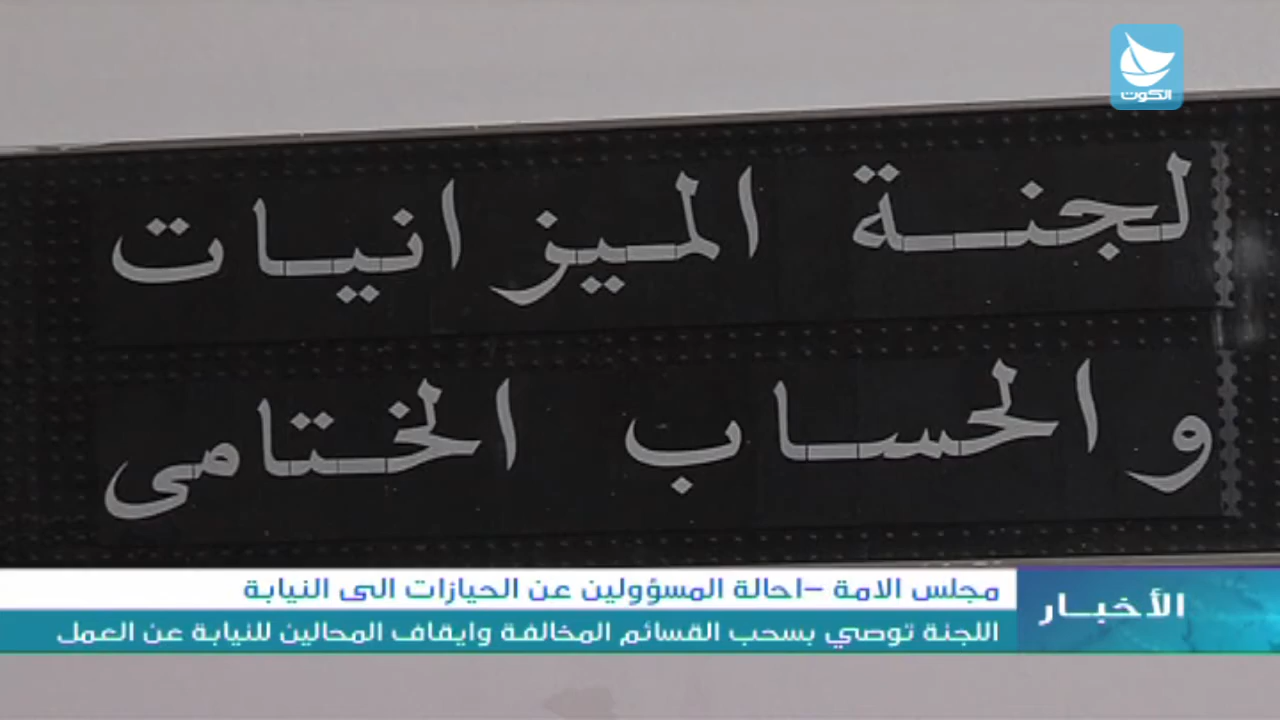 الكوت
لجنة الميزانيات
والحساب الختامى
الأخبار
مجلس الامة -احالة المسؤولين عن الحيازات الى النيابة
اللجنة توصي بسحب القسائم المخالفة وايقاف المحالين للنيابة عن العمل